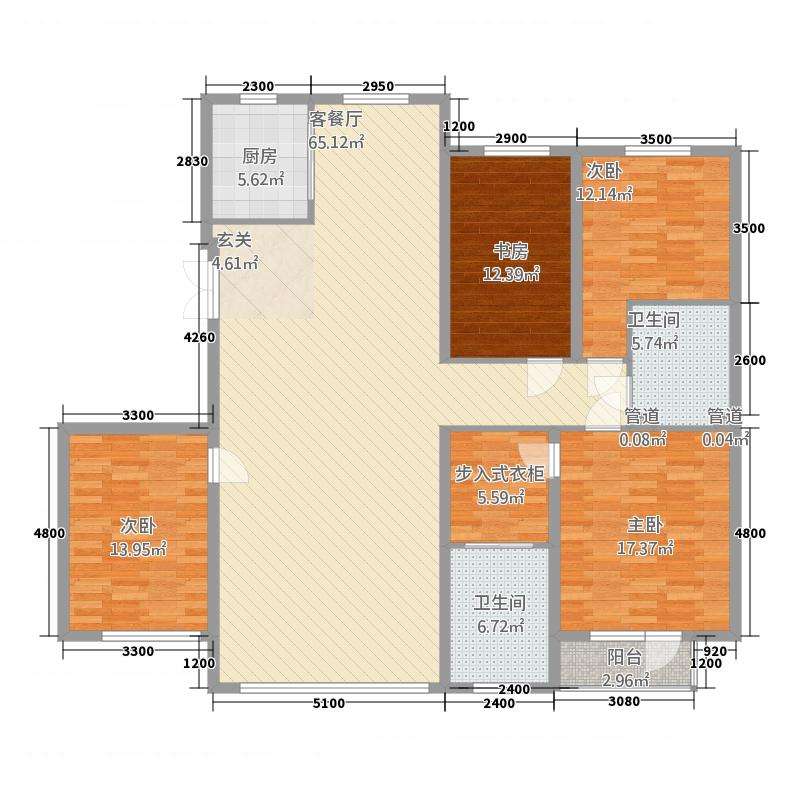 2300
2950
1200
2900
3500
客餐厅
65.12㎡
厨房
5.62㎡
2830
次卧
12.14㎡
3500
玄关
4.61㎡
书房
12.39㎡
4260
卫生间
5.74㎡
2600
3300
管道
0.08㎡
管道
0.04㎡
步入式衣柜
5.59㎡
4800
次卧
13.95㎡
主卧
17.37㎡
4800
卫生间
6.72㎡
3300
1200
阳台
2.96㎡
920
1200
5100
2400
2400
3080